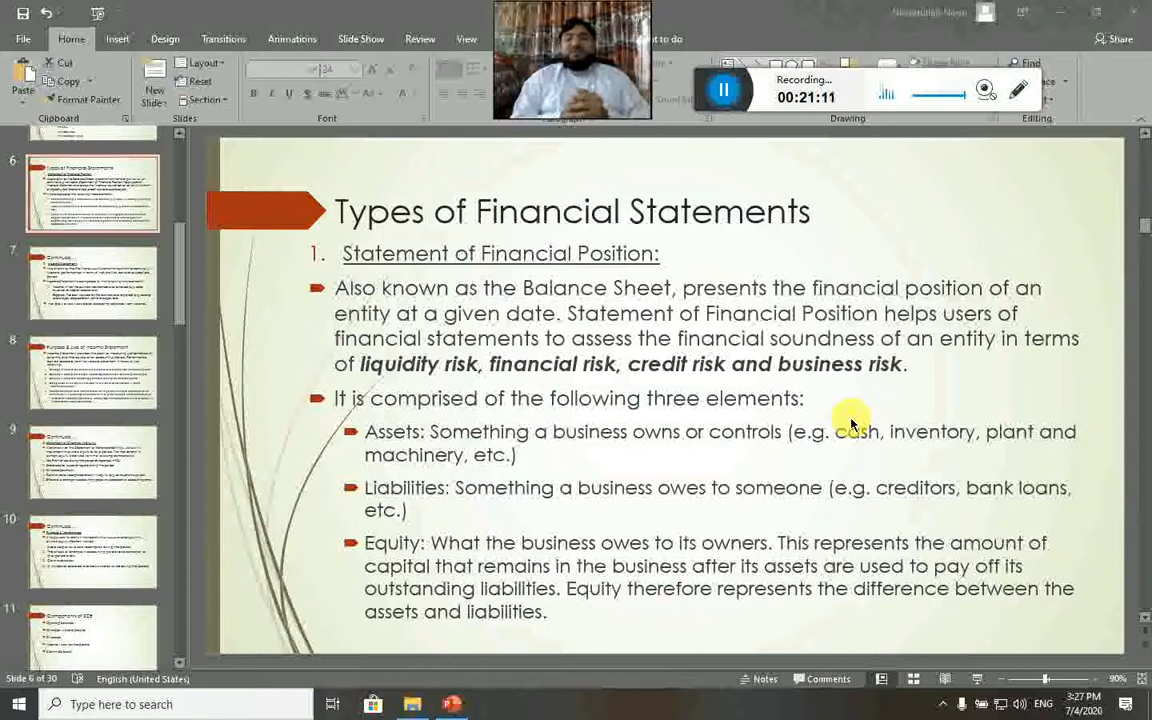 File Home Insert Design Transitions Animations Slide Show Review View nt to do Share
Cut
Copy
Format Painter
Paste
New
Slide
Layout
Reset
Section
Recording...
00:21:11
Find
Clipboard Slides Font Drawing Editing
Types of Financial Statements
1. Statement of Financial Position:
Also known as the Balance Sheet, presents the financial position of an
entity at a given date. Statement of Financial Position helps users of
financial statements to assess the financial soundness of an entity in terms
of liquidity risk, financial risk, credit risk and business risk.
It is comprised of the following three elements:
Assets: Something a business owns or controls (e.g. cash, inventory, plant and
machinery, etc.)
Liabilities: Something a business owes to someone (e.g. creditors, bank loans,
etc.)
Equity: What the business owes to its owners. This represents the amount of
capital that remains in the business after its assets are used to pay off its
outstanding liabilities. Equity therefore represents the difference between the
assets and liabilities.
6
7
8
9
10
11
Slide 6 of 30 English (United States) Notes Comments 90%
Type here to search ENG 3:27 PM
7/4/2020